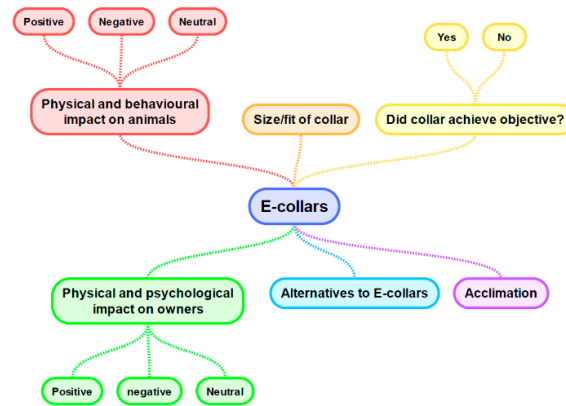 Positive
Negative
Neutral
Yes
No
Physical and behavioural
impact on animals
Size/fit of collar
Did collar achieve objective?
E-collars
Physical and psychological
impact on owners
Alternatives to E-collars
Acclimation
Positive
negative
Neutral